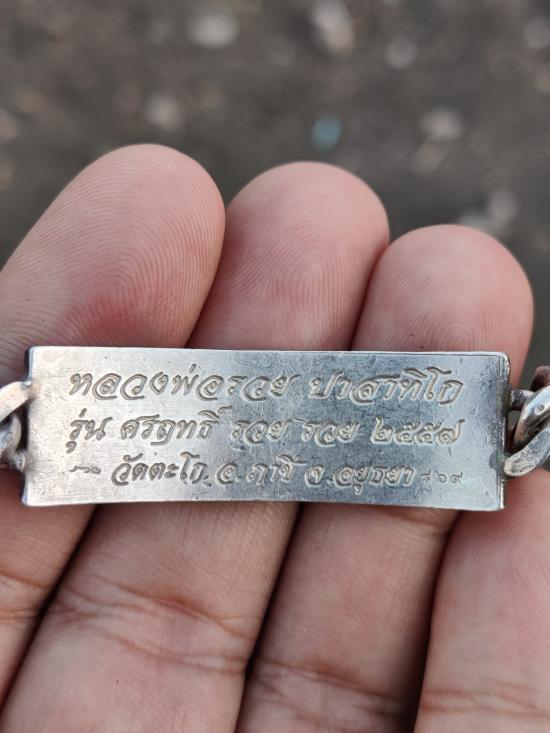 หลวงพ่อรวย ปาสาทิโก
รุ่น ศรฤทธิ์ รวย รวย ๒๕๕๗
วัดตะโก อ.ภาชี จ.อยุธยา ๘๖๙